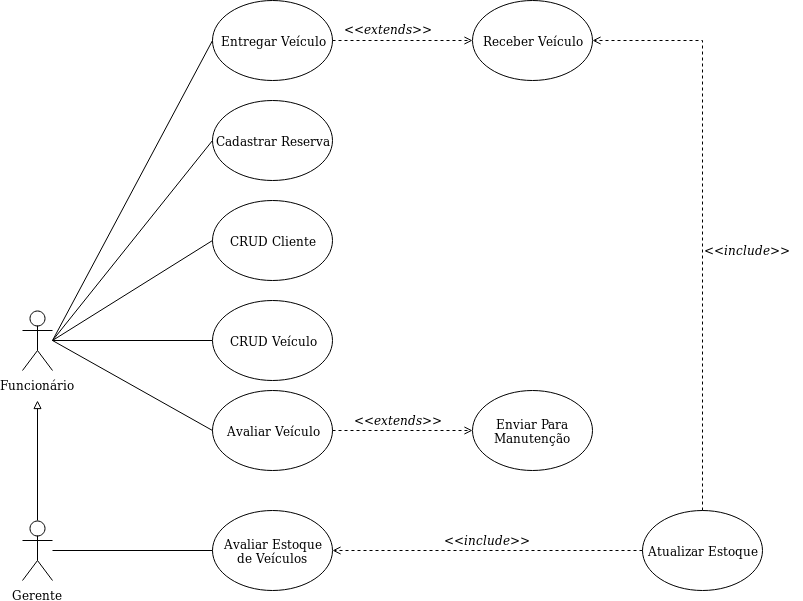 Entregar Veículo
<<extends>>
Receber Veículo
Cadastrar Reserva
CRUD Cliente
<<include>>
CRUD Veículo
Funcionário
Avaliar Veículo
<<extends>>
Enviar Para
Manutenção
Avaliar Estoque
de Veículos
<<include>>
Atualizar Estoque
Gerente